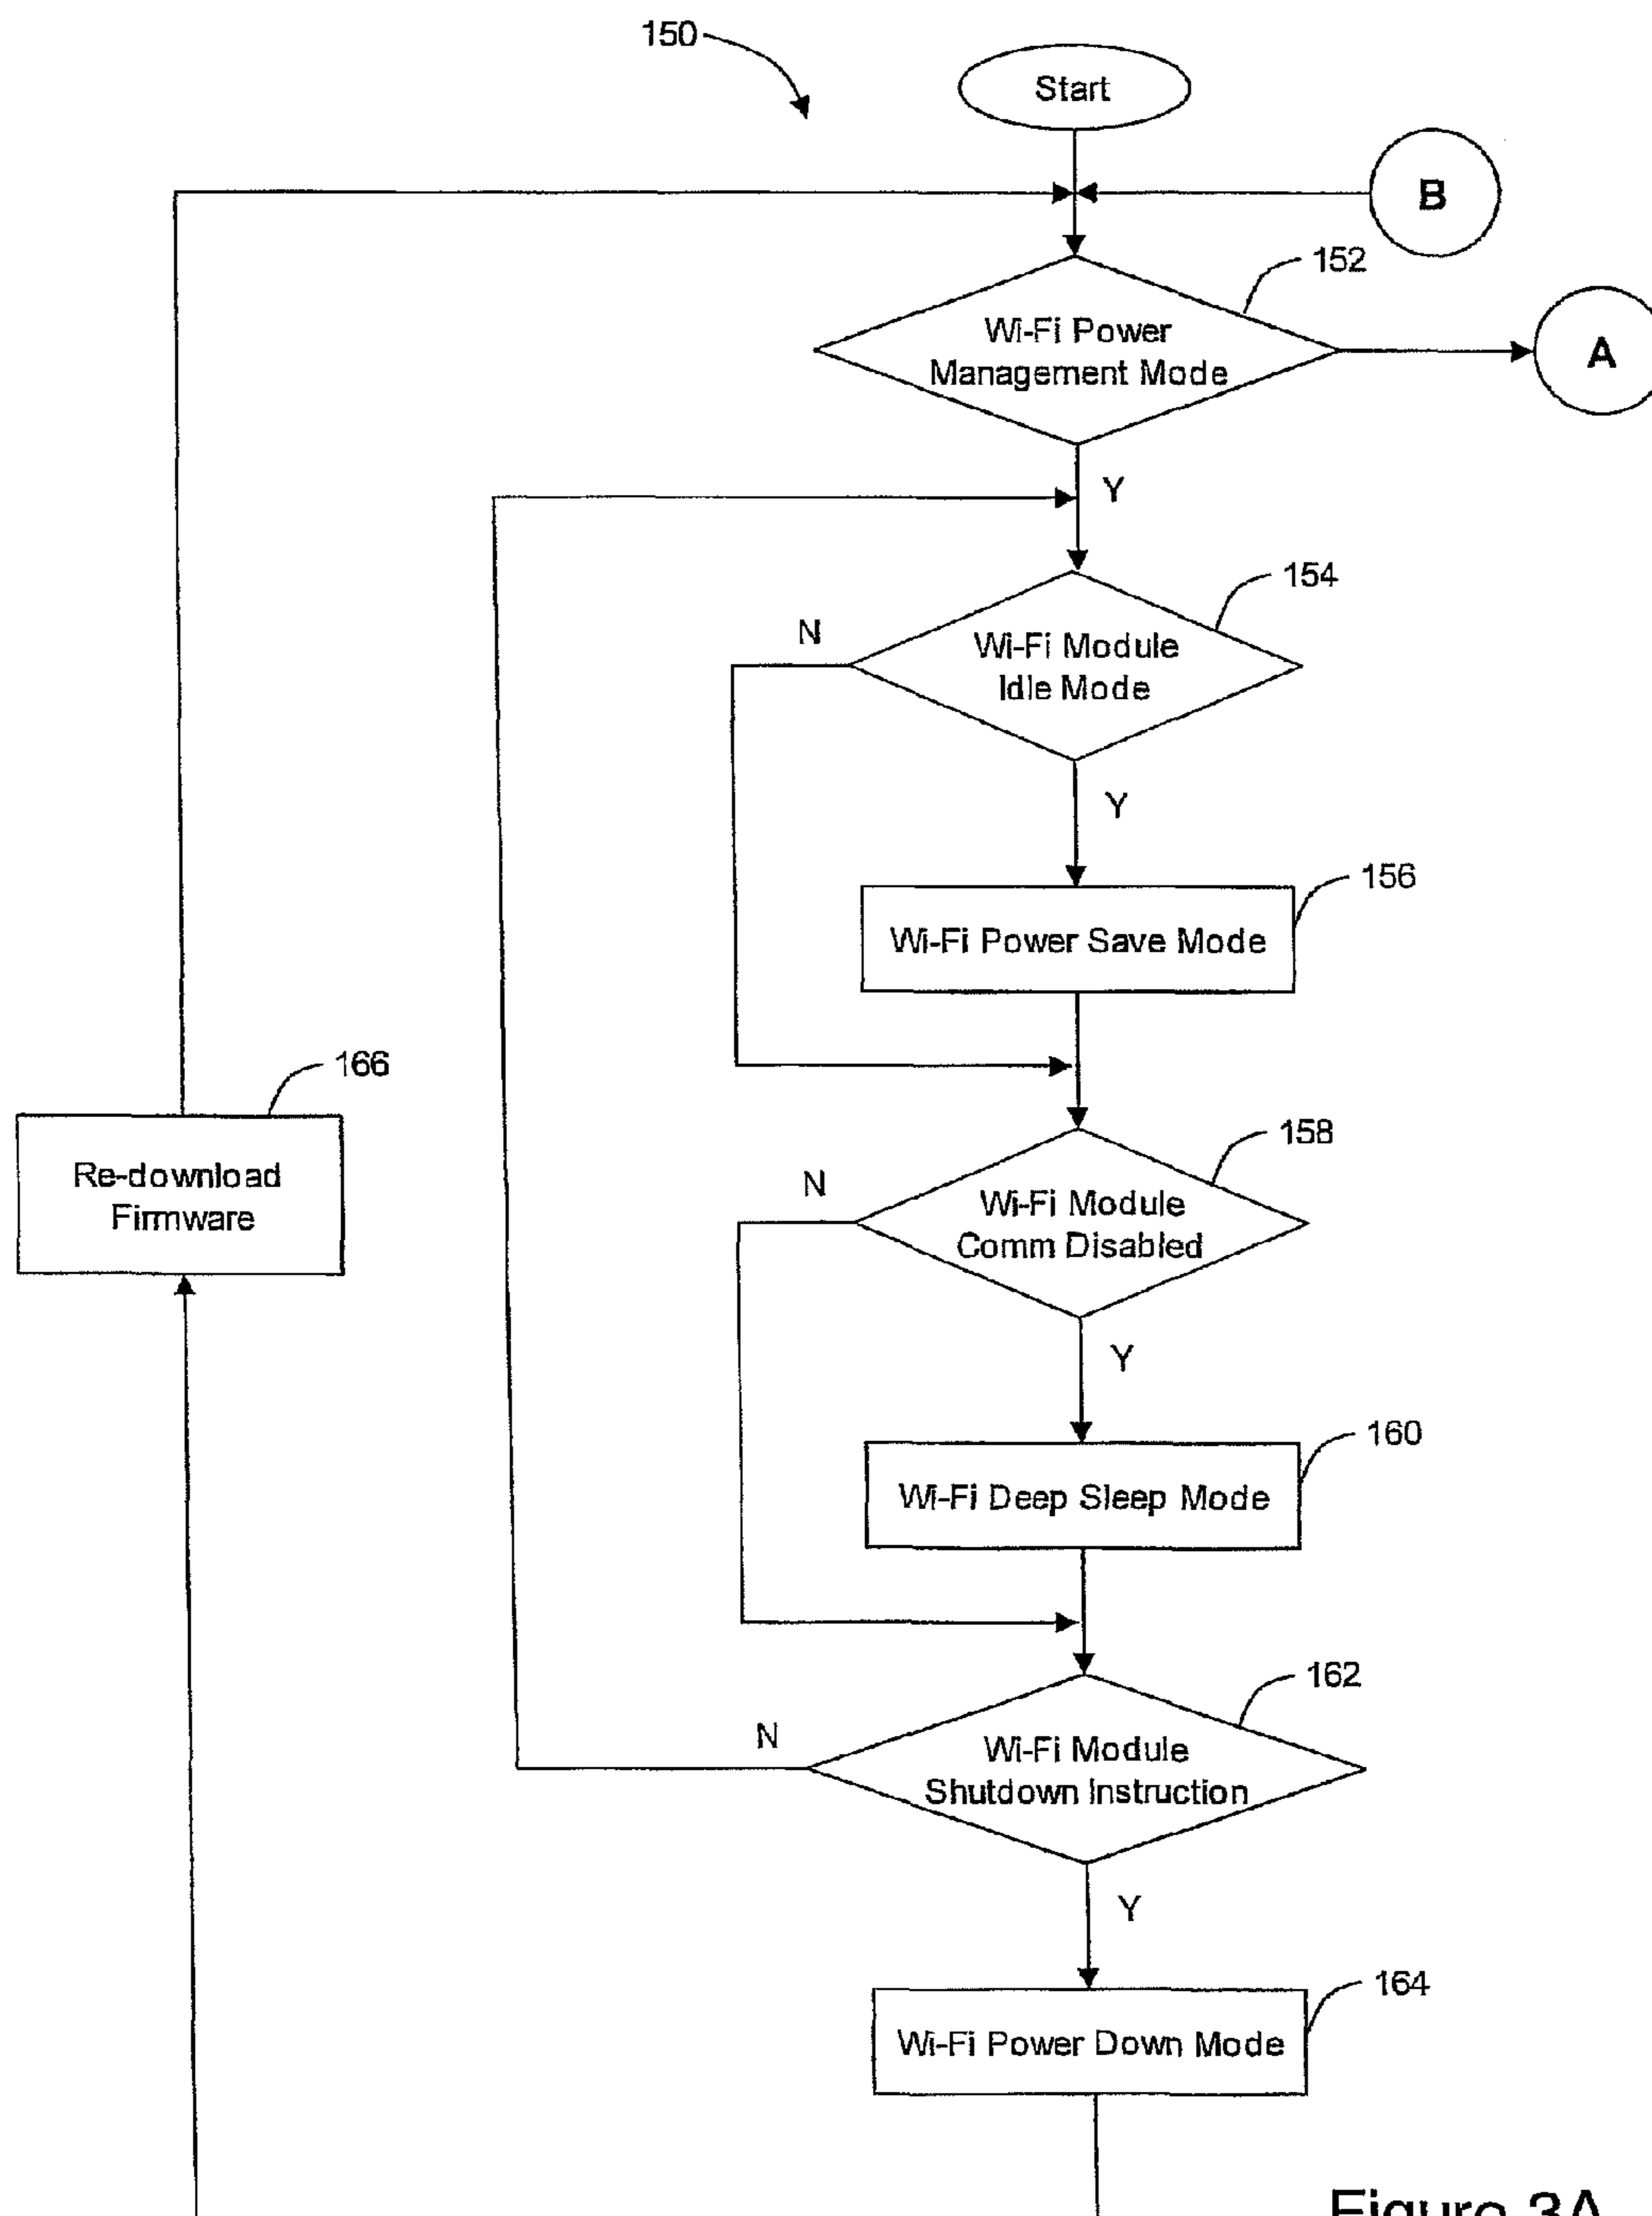 150
Start
B
152
Wi-Fi Power
Management Mode
A
Y
154
N
Wi-Fi Module
Idle Mode
Y
156
Wi-Fi Power Save Mode
166
Re-download
Firmware
158
N
Wi-Fi Module
Comm Disabled
Y
160
Wi-Fi Deep Sleep Mode
162
N
Wi-Fi Module
Shutdown Instruction
Y
164
Wi-Fi Power Down Mode
Figure 3A